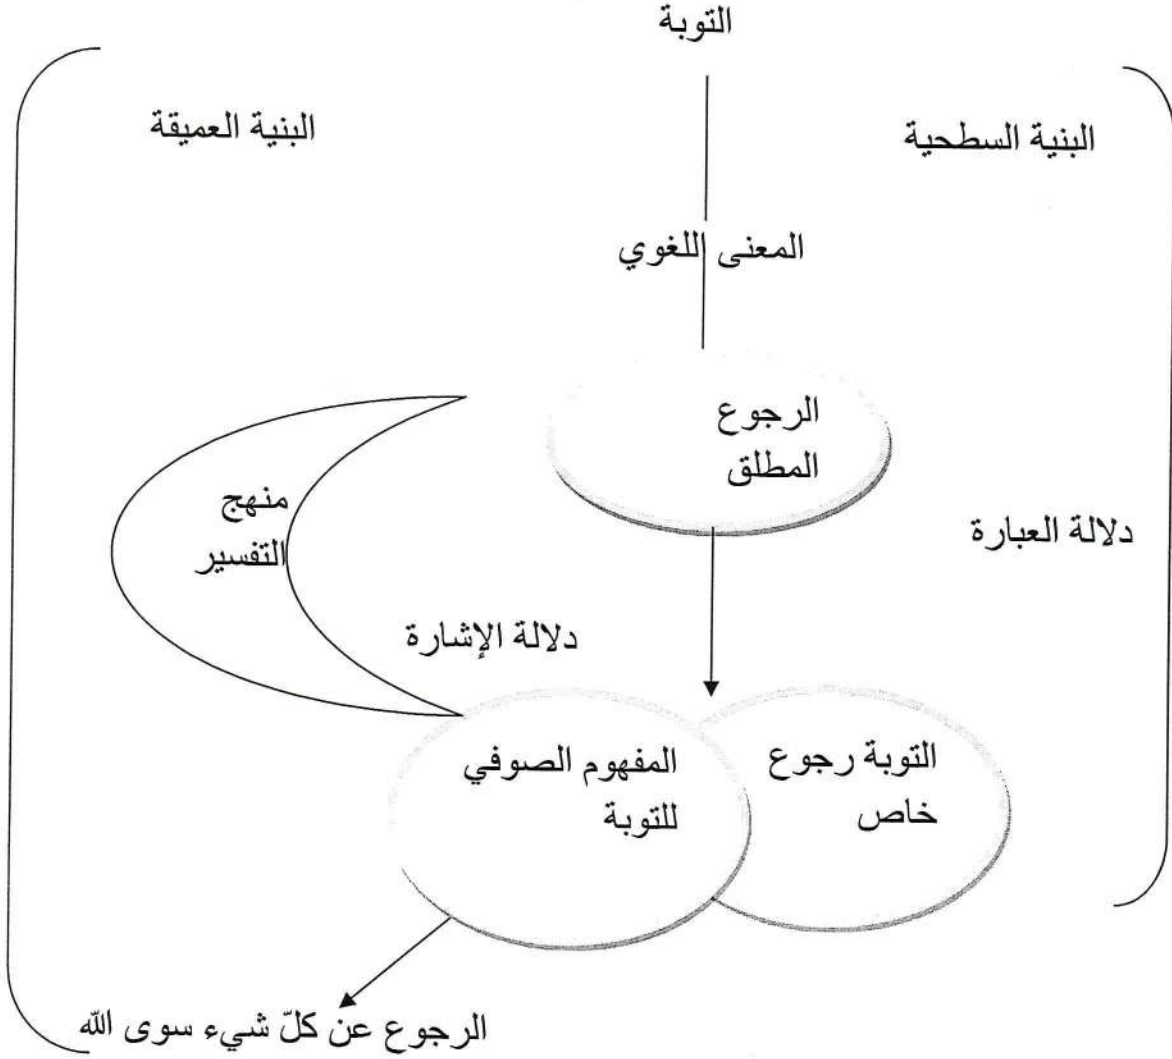 التوبة
البنية السطحية
البنية العميقة
المعنى اللغوي
الرجوع
المطلق
منهج
التفسير
دلالة العبارة
دلالة الإشارة
التوبة رجوع
خاص
المفهوم الصوفي
للتوبة
الرجوع عن كلّ شيء سوى الله